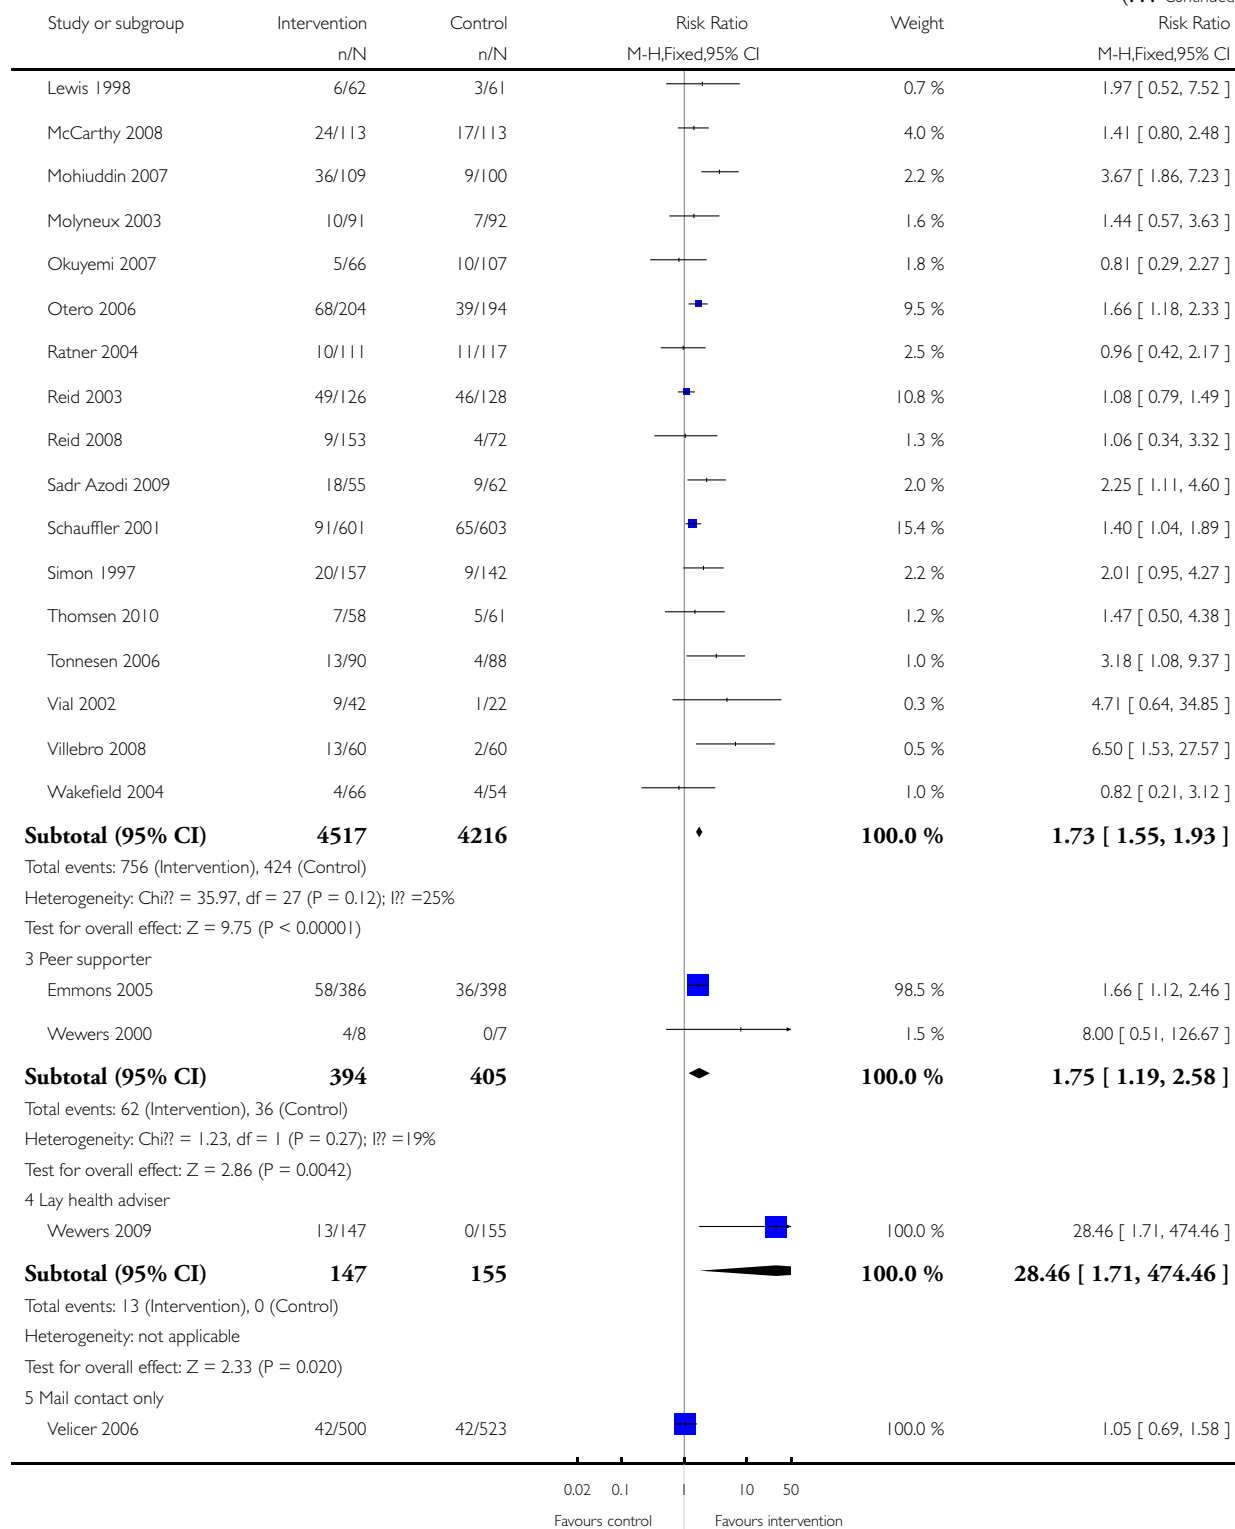 Continued
Study or subgroup Intervention Control Risk Ratio Weight Risk Ratio
n/N n/N M-H,Fixed,95% CI M-H,Fixed,95% CI
Lewis 1998 6/62 3/61 0.7 % 1.97 [ 0.52, 7.52 ]
McCarthy 2008 24/113 17/113 4.0 % 1.41 [ 0.80, 2.48 ]
Mohiuddin 2007 36/109 9/100 2.2 % 3.67 [ 1.86, 7.23 ]
Molyneux 2003 10/91 7/92 1.6 % 1.44 [ 0.57, 3.63 ]
Okuyemi 2007 5/66 10/107 1.8 % 0.81 [ 0.29, 2.27 ]
Otero 2006 68/204 39/194 9.5 % 1.66 [ 1.18, 2.33 ]
Ratner 2004 10/111 11/117 2.5 % 0.96 [ 0.42, 2.17 ]
Reid 2003 49/126 46/128 10.8 % 1.08 [ 0.79, 1.49 ]
Reid 2008 9/153 4/72 1.3 % 1.06 [ 0.34, 3.32 ]
Sadr Azodi 2009 18/55 9/62 2.0 % 2.25 [ 1.11, 4.60 ]
Schauffler 2001 91/601 65/603 15.4 % 1.40 [ 1.04, 1.89 ]
Simon 1997 20/157 9/142 2.2 % 2.01 [ 0.95, 4.27 ]
Thomsen 2010 7/58 5/61 1.2 % 1.47 [ 0.50, 4.38 ]
Tonnesen 2006 13/90 4/88 1.0 % 3.18 [ 1.08, 9.37 ]
Vial 2002 9/42 1/22 0.3 % 4.71 [ 0.64, 34.85 ]
Villebro 2008 13/60 2/60 0.5 % 6.50 [ 1.53, 27.57 ]
Wakefield 2004 4/66 4/54 1.0 % 0.82 [ 0.21, 3.12 ]
Subtotal (95% CI) 4517 4216 100.0 % 1.73 [ 1.55, 1.93 ]
Total events: 756 (Intervention), 424 (Control)
Heterogeneity: Chi?? = 35.97, df = 27 (P = 0.12); I?? =25%
Test for overall effect: Z = 9.75 (P < 0.00001)
3 Peer supporter
Emmons 2005 58/386 36/398 98.5 % 1.66 [ 1.12, 2.46 ]
Wewers 2000 4/8 0/7 1.5 % 8.00 [ 0.51, 126.67 ]
Subtotal (95% CI) 394 405 100.0 % 1.75 [ 1.19, 2.58 ]
Total events: 62 (Intervention), 36 (Control)
Heterogeneity: Chi?? = 1.23, df = 1 (P = 0.27); I?? =19%
Test for overall effect: Z = 2.86 (P = 0.0042)
4 Lay health adviser
Wewers 2009 13/147 0/155 100.0 % 28.46 [ 1.71, 474.46 ]
Subtotal (95% CI) 147 155 100.0 % 28.46 [ 1.71, 474.46 ]
Total events: 13 (Intervention), 0 (Control)
Heterogeneity: not applicable
Test for overall effect: Z = 2.33 (P = 0.020)
5 Mail contact only
Velicer 2006 42/500 42/523 100.0 % 1.05 [ 0.69, 1.58 ]
0.02 0.1 1 10 50
Favours control Favours intervention